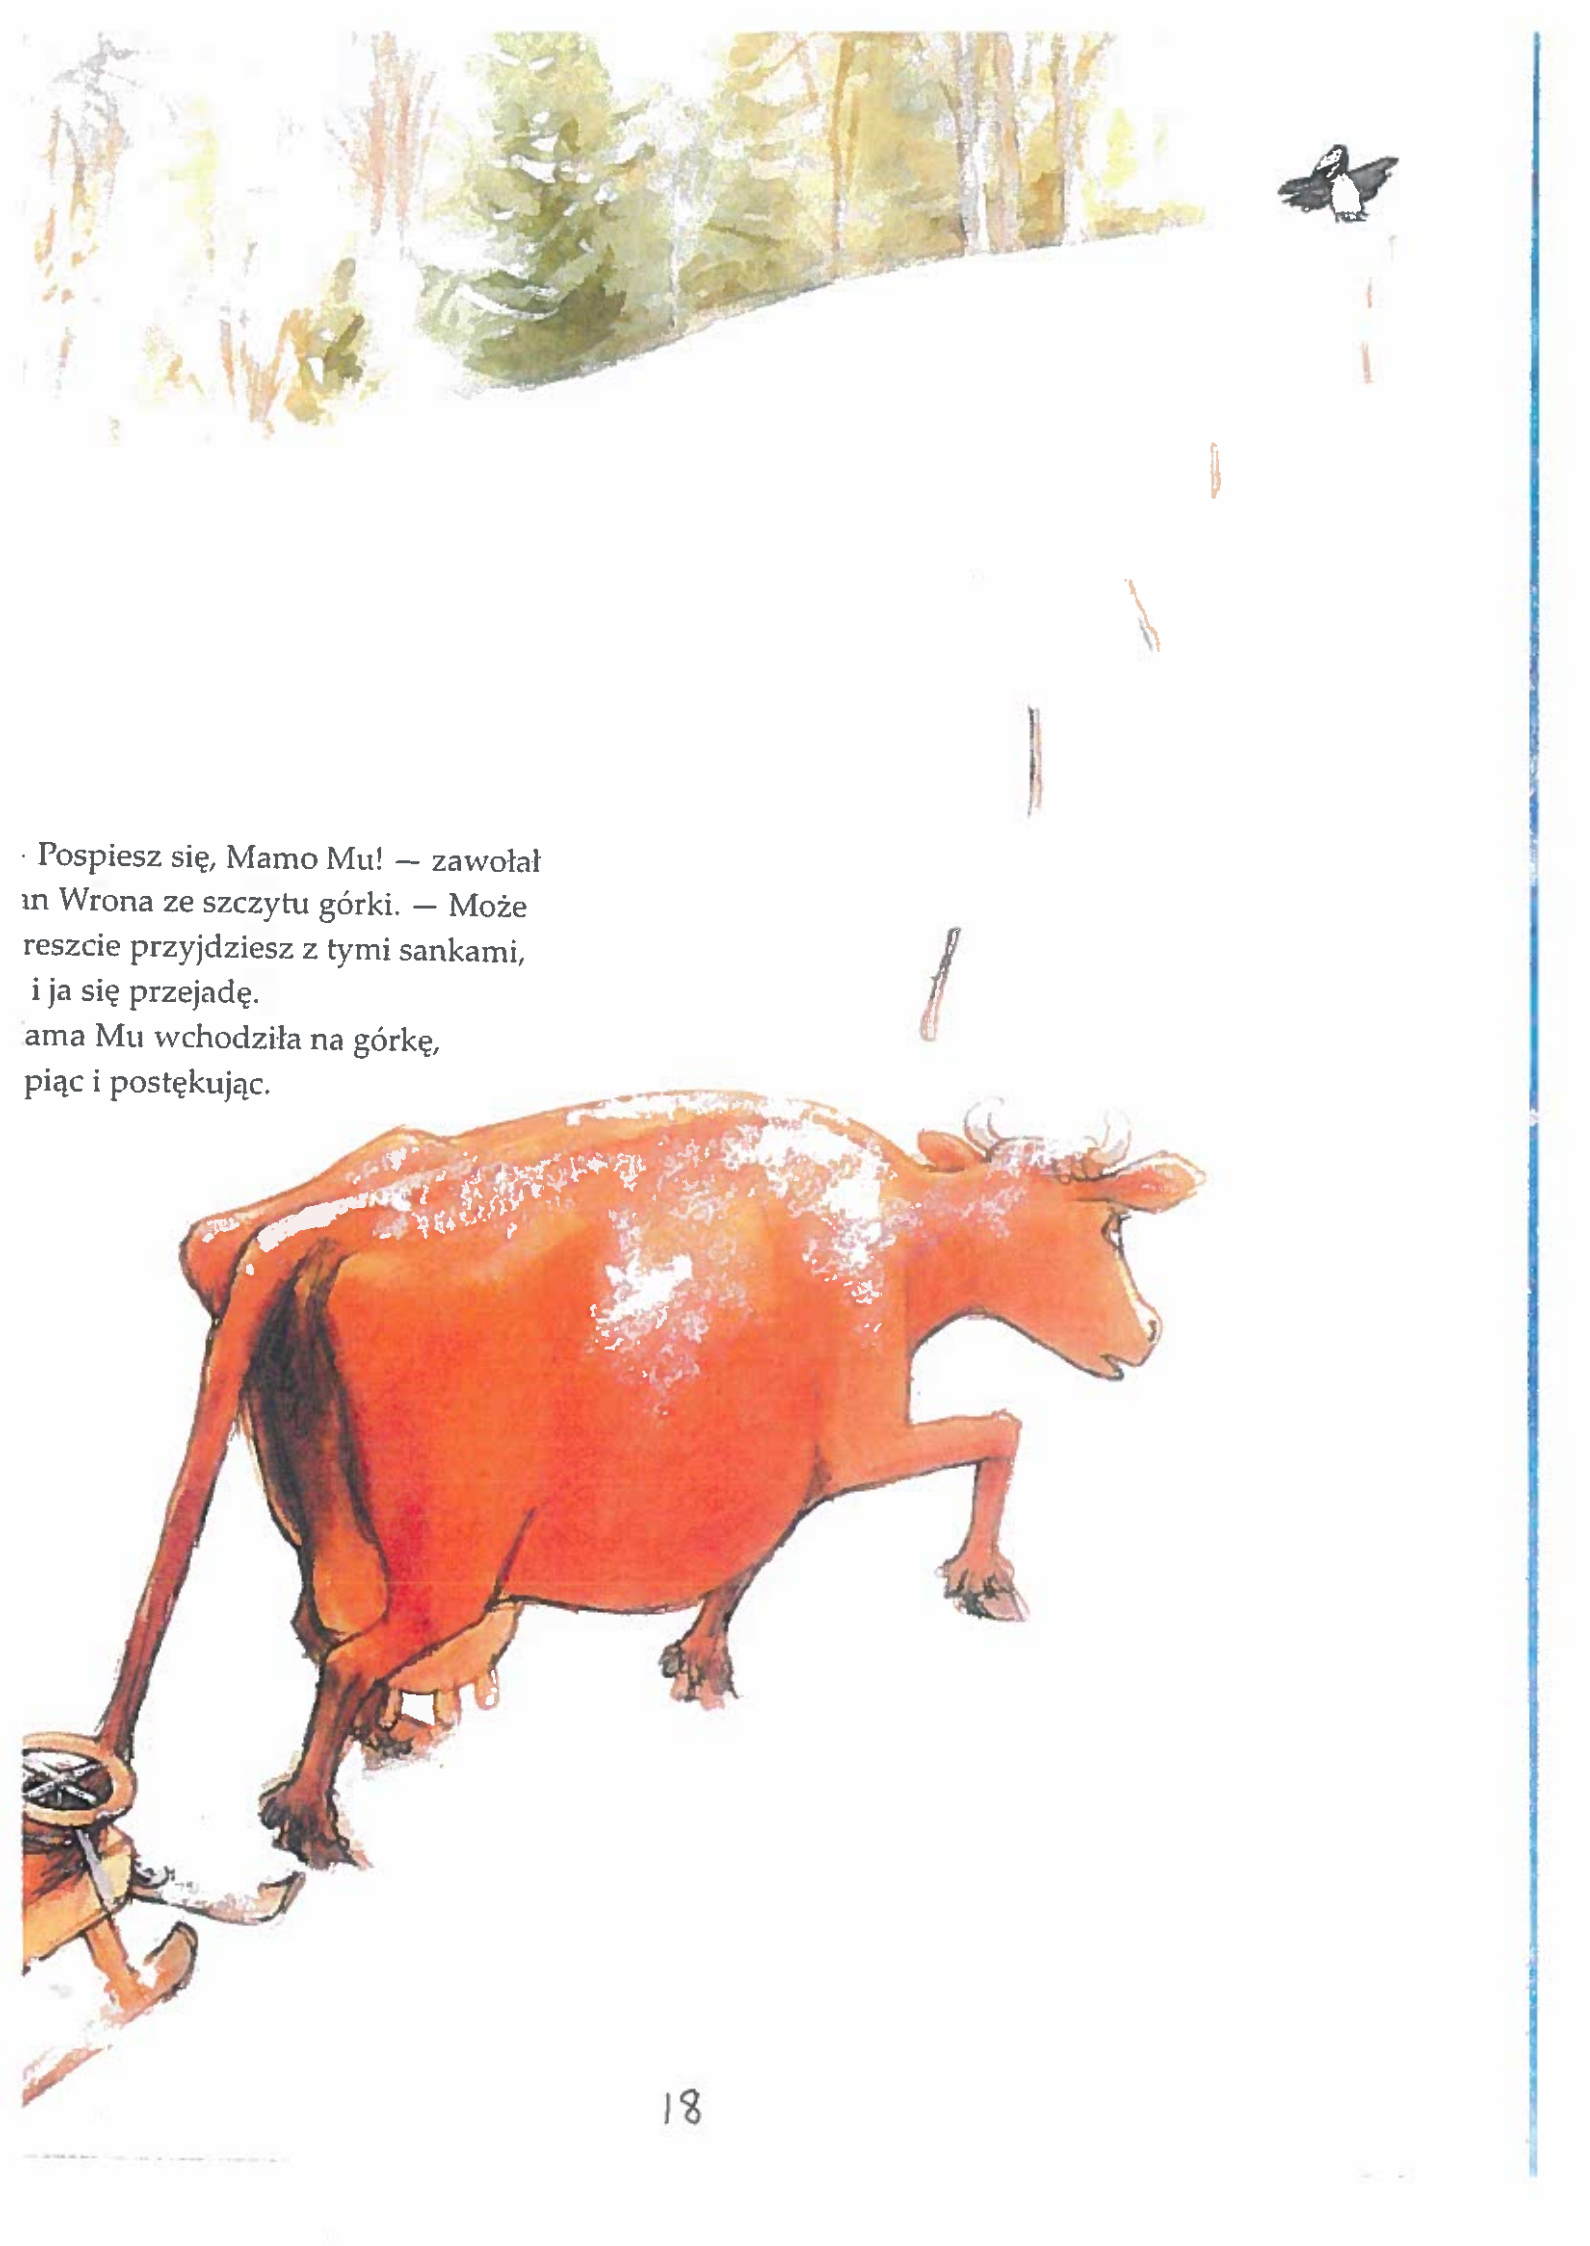 Pospiesz się, Mamo Mu! — zawołał
Wrona ze szczytu górki. — Może
reszcie przyjdziesz z tymi sankami,
i ja się przejadę.
ama Mu wchodziła na górkę,
piąc i postękując.
18